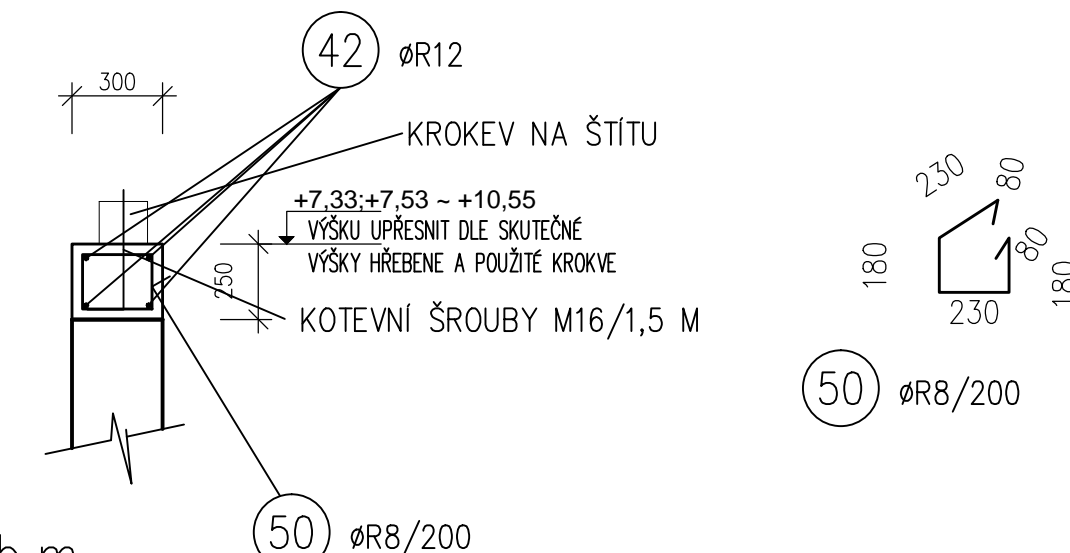 42 øR12
300
KROKEV NA ŠTÍTU
+7,33;+7,53 ~ +10,55
VÝŠKU UPŘESNIT DLE SKUTEČNÉ
VÝŠKY HŘEBENE A POUŽITÉ KROKVE
250
KOTEVNÍ ŠROUBY M16/1,5 M
50 øR8/200
230
80
180
80
180
230
50 øR8/200